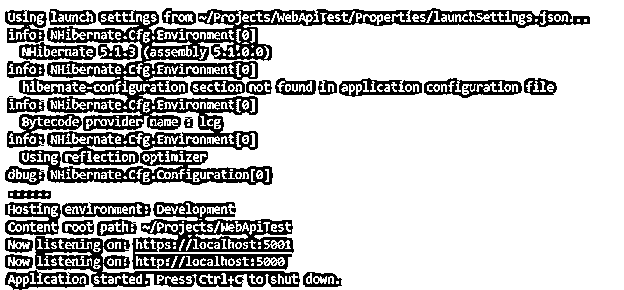 Using launch settings from ~/Projects/WebApiTest/Properties/launchSettings.json...
info: NHibernate.Cfg.Environment[0]
NHibernate 5.1.3 (assembly 5.1.0.0)
info: NHibernate.Cfg.Environment[0]
hibernate-configuration section not found in application configuration file
info: NHibernate.Cfg.Environment[0]
Bytecode provider name : lcg
info: NHibernate.Cfg.Environment[0]
Using reflection optimizer
dbug: NHibernate.Cfg.Configuration[0]
......
Hosting environment: Development
Content root path: ~/Projects/WebApiTest
Now listening on: https://localhost:5001
Now listening on: http://localhost:5000
Application started. Press Ctrl+C to shut down.